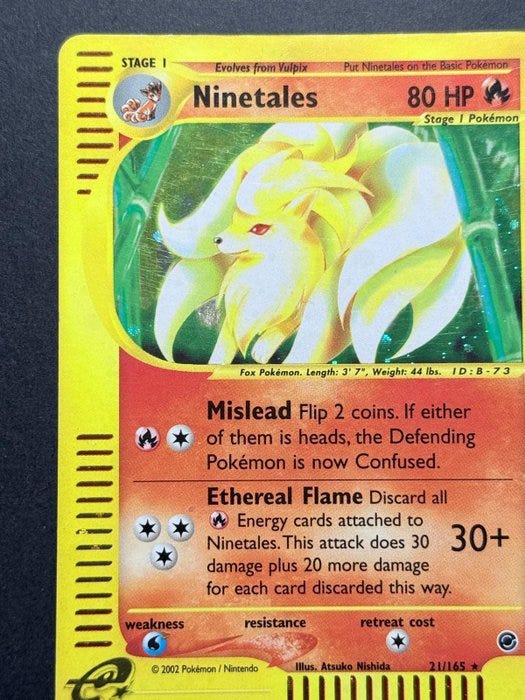 STAGE 1 Evolves from Vulpix Put Ninetales on the Basic Pokémon
Ninetales 80 HP
Stage 1 Pokémon
Fox Pokémon. Length: 3' 7", Weight: 44 lbs. ID:B-73
Mislead Flip 2 coins. If either
of them is heads, the Defending
Pokémon is now Confused.
Ethereal Flame Discard all
Energy cards attached to
Ninetales. This attack does 30
damage plus 20 more damage
for each card discarded this way.
30+
weakness resistance retreat cost
© 2002 Pokémon / Nintendo Illus. Atsuko Nishida 21/165 ★
e